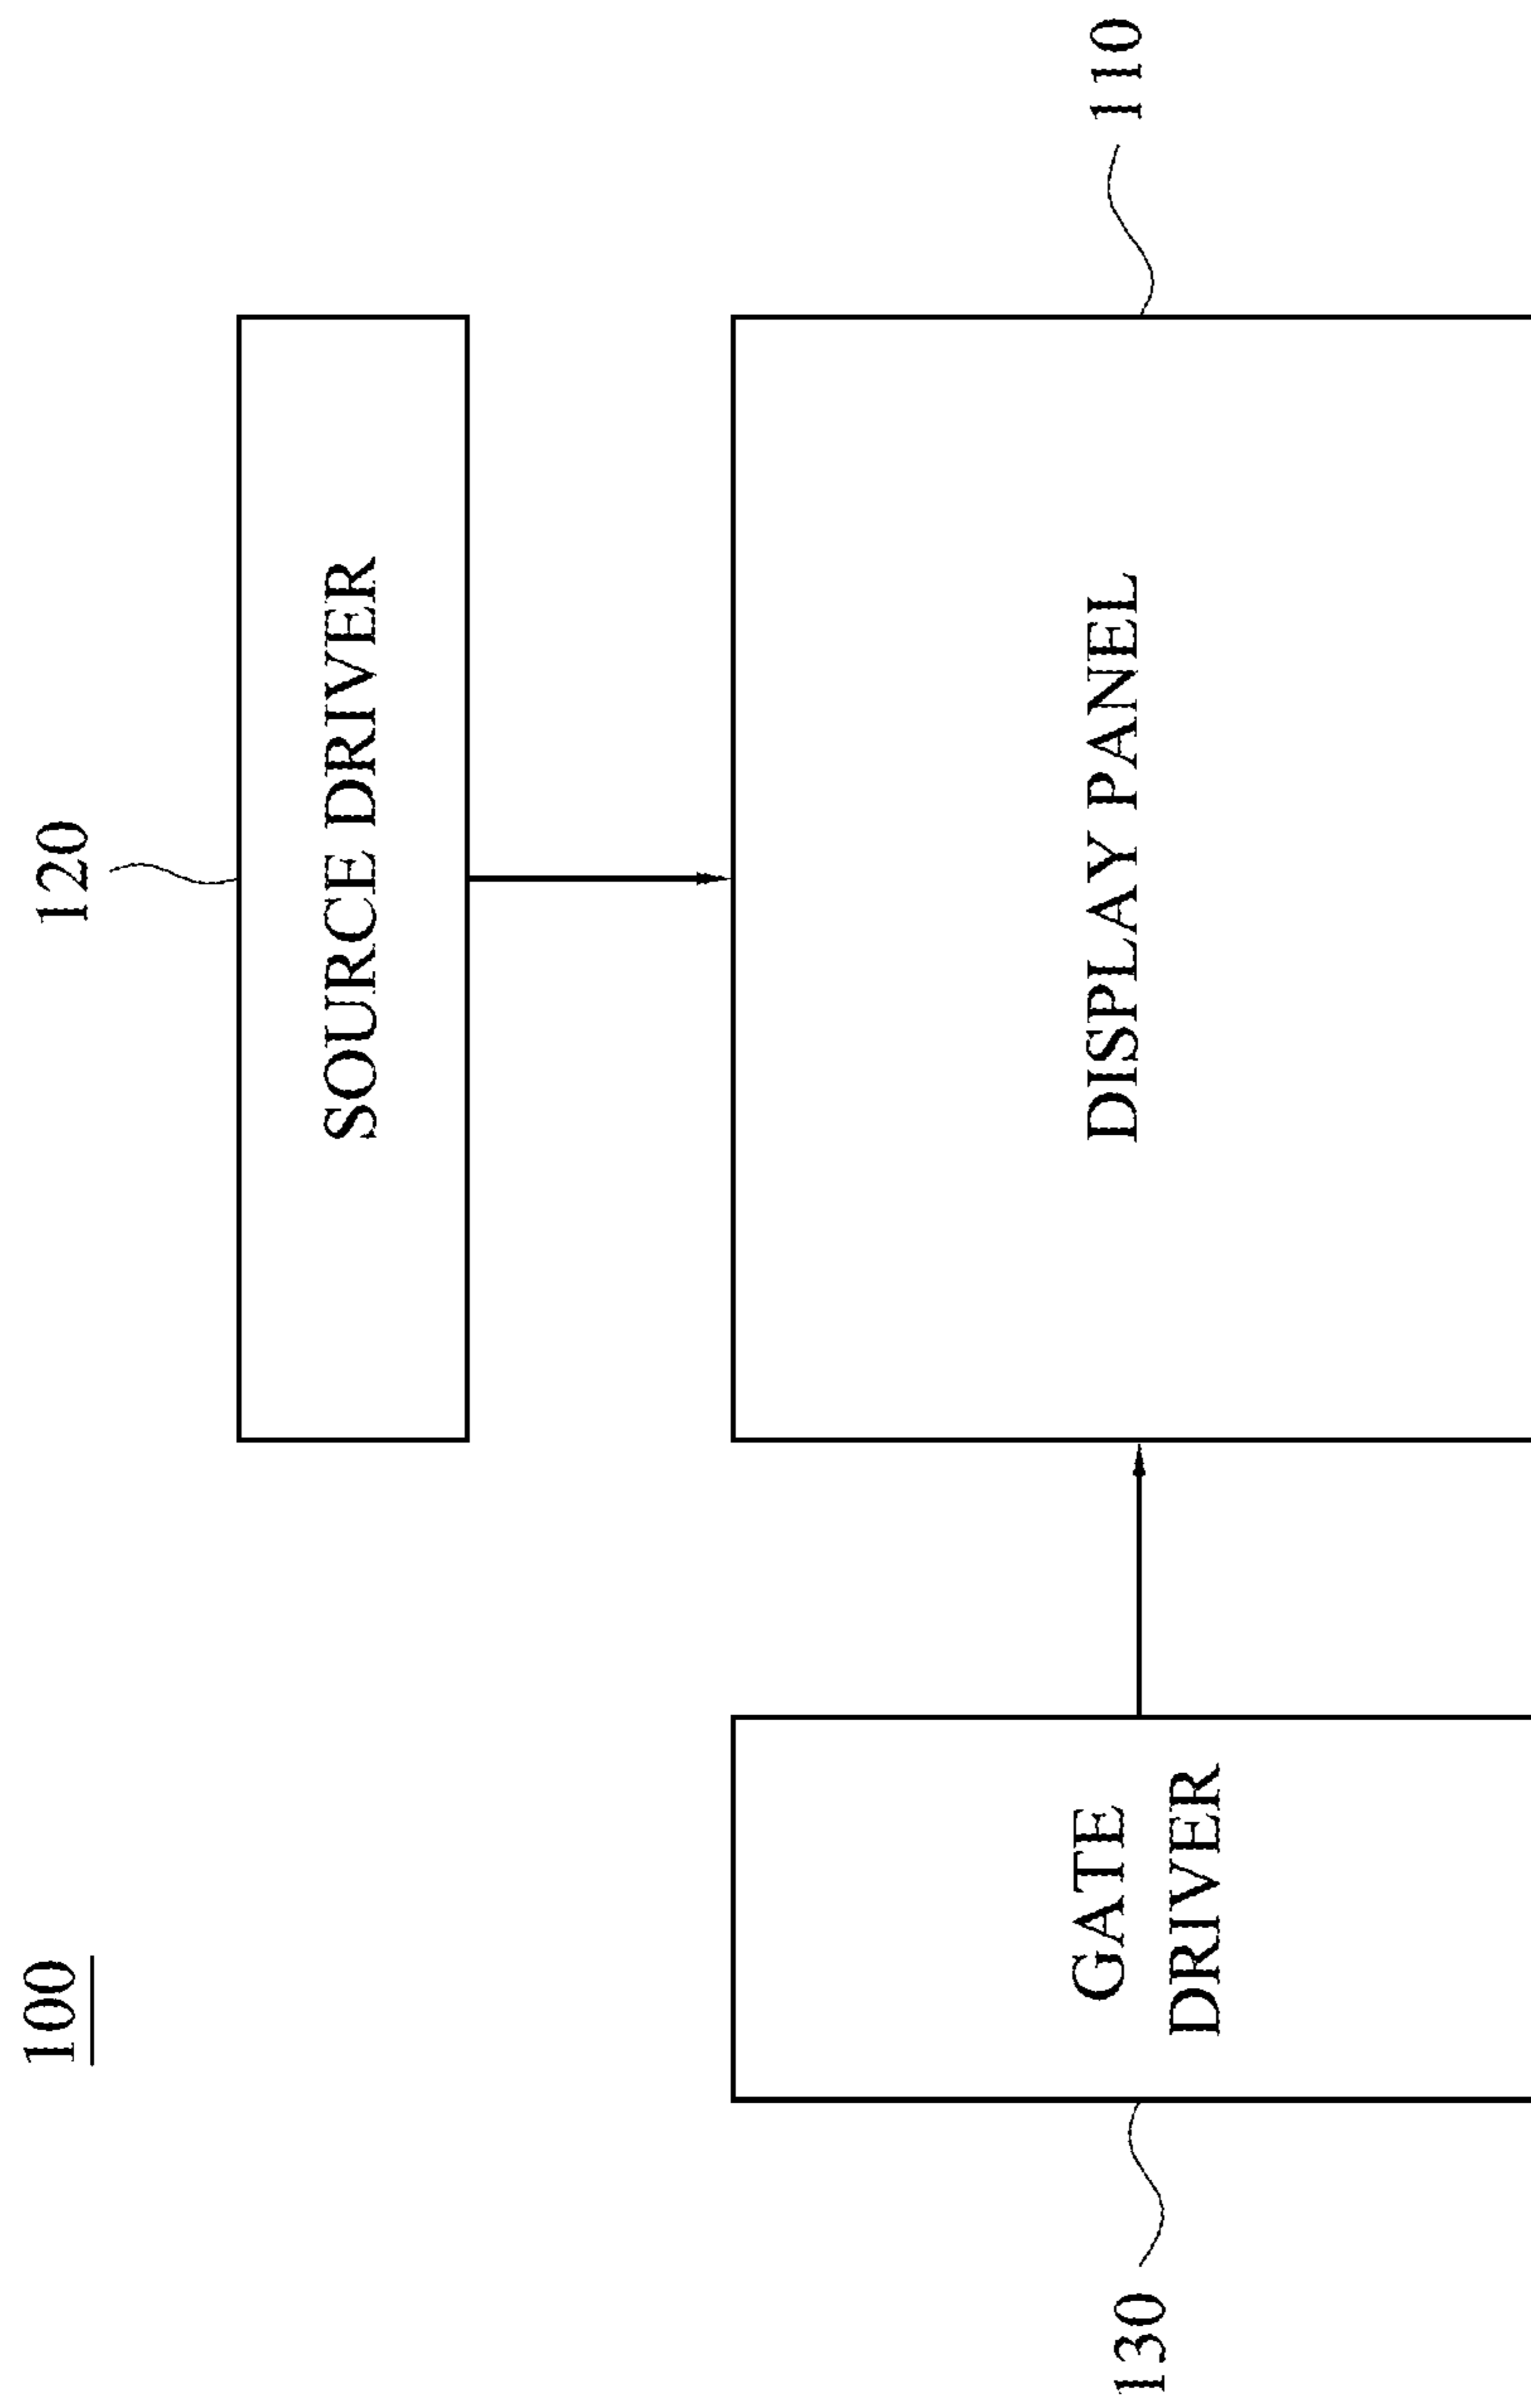 100
120
SOURCE DRIVER
130
GATE
DRIVER
DISPLAY PANEL
110